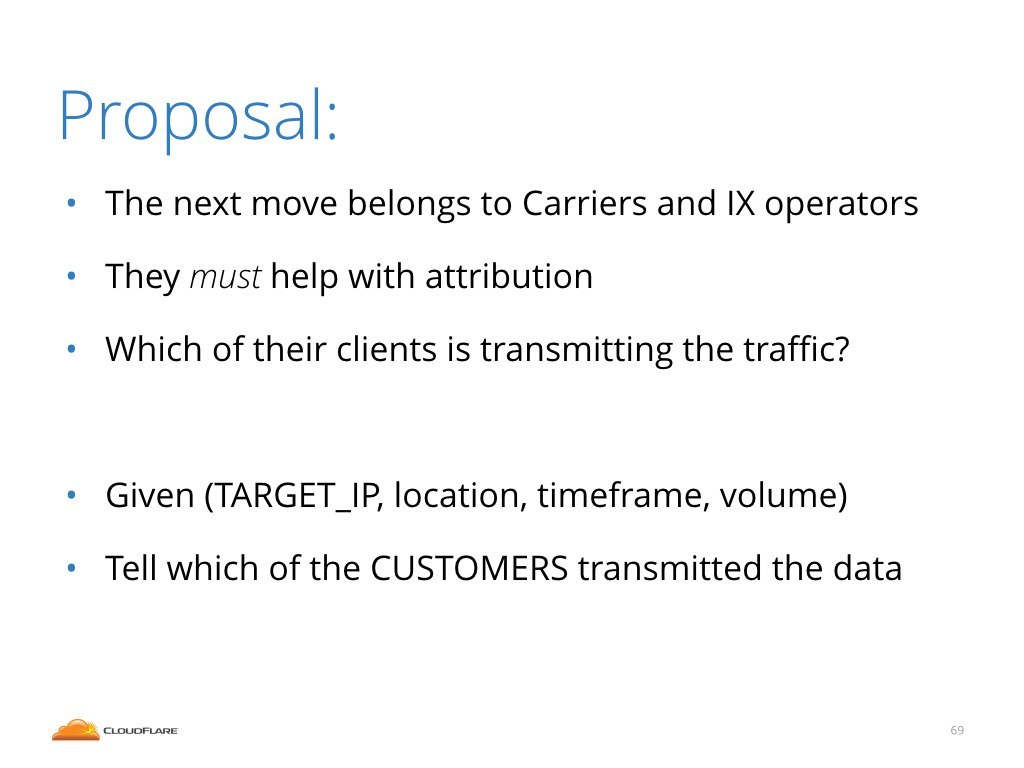 Proposal:
• The next move belongs to Carriers and IX operators
• They must help with attribution
• Which of their clients is transmitting the traffic?
• Given (TARGET_IP, location, timeframe, volume)
• Tell which of the CUSTOMERS transmitted the data
CLOUDFLARE
69